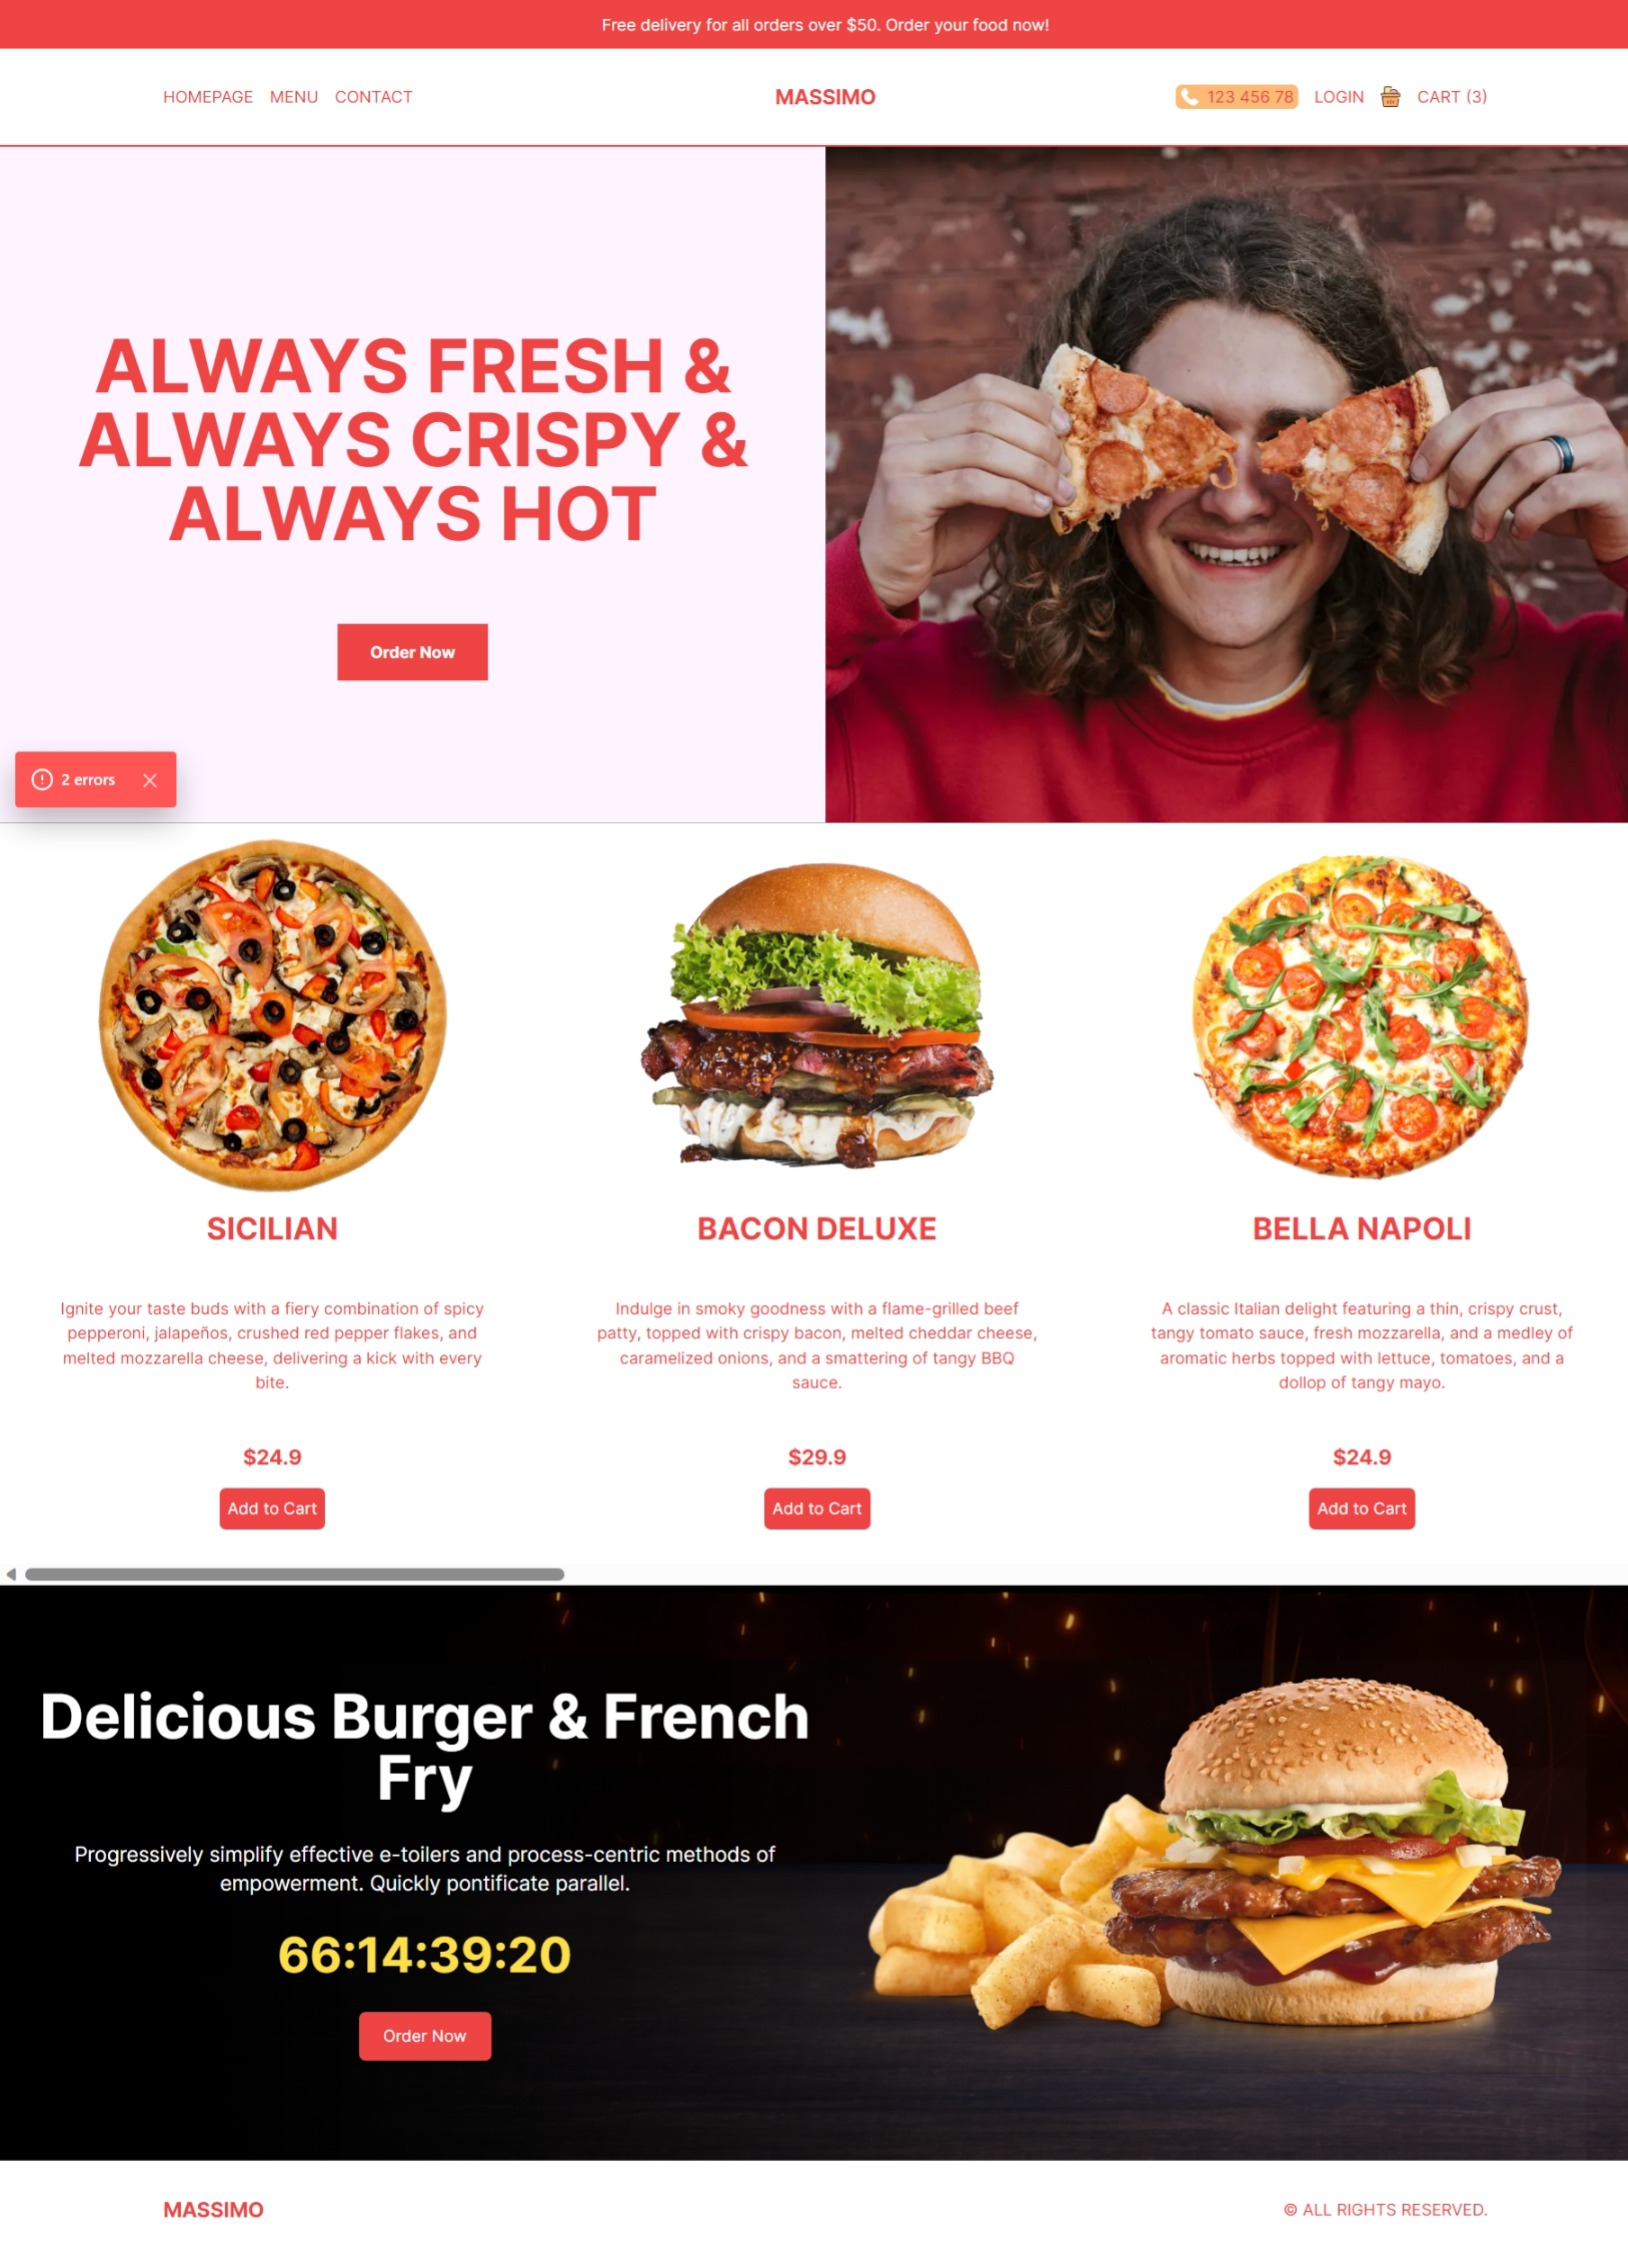 Free delivery for all orders over $50. Order your food now!
HOMEPAGE MENU CONTACT
MASSIMO
123 456 78 LOGIN CART (3)
ALWAYS FRESH &
ALWAYS CRISPY &
ALWAYS HOT
Order Now
2 errors
SICILIAN
Ignite your taste buds with a fiery combination of spicy
pepperoni, jalapeños, crushed red pepper flakes, and
melted mozzarella cheese, delivering a kick with every
bite.
$24.9
Add to Cart
BACON DELUXE
Indulge in smoky goodness with a flame-grilled beef
patty, topped with crispy bacon, melted cheddar cheese,
caramelized onions, and a smattering of tangy BBQ
sauce.
$29.9
Add to Cart
BELLA NAPOLI
A classic Italian delight featuring a thin, crispy crust,
tangy tomato sauce, fresh mozzarella, and a medley of
aromatic herbs topped with lettuce, tomatoes, and a
dollop of tangy mayo.
$24.9
Add to Cart
Delicious Burger & French
Fry
Progressively simplify effective e-toilers and process-centric methods of
empowerment. Quickly pontificate parallel.
66:14:39:20
Order Now
MASSIMO
© ALL RIGHTS RESERVED.